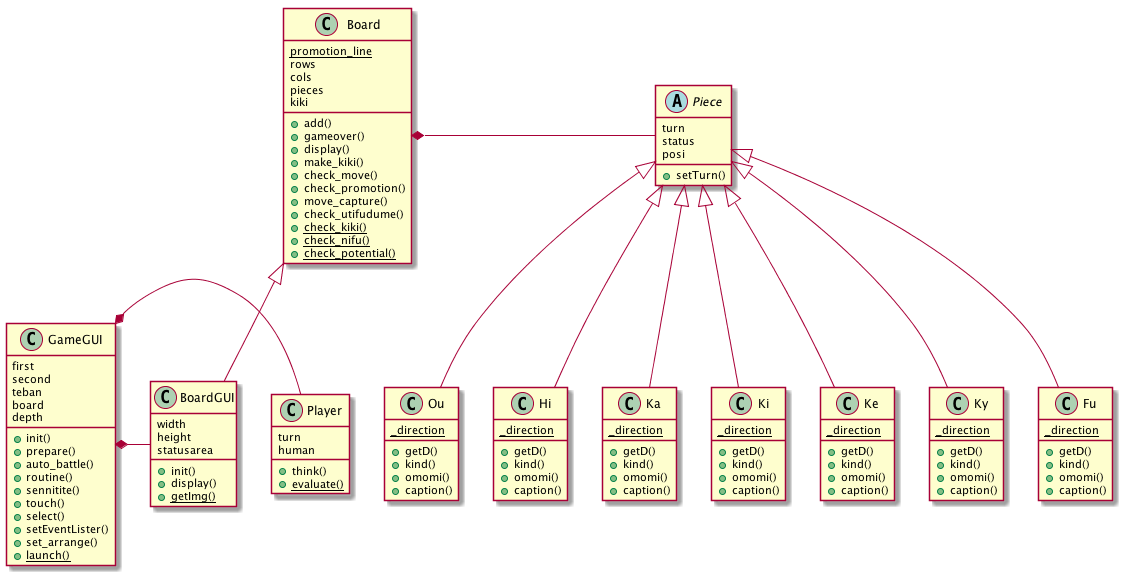 C Board
promotion_line
rows
cols
pieces
kiki
add()
gameover()
display()
make_kiki()
check_move()
check_promotion()
move_capture()
check_utifudume()
check_kiki()
check_nifu()
check_potential()
A Piece
turn
status
posi
setTurn()
C GameGUI
first
second
teban
board
depth
init()
prepare()
auto_battle()
routine()
sennitite()
touch()
select()
setEventLister()
set_arrange()
launch()
C BoardGUI
width
height
statusarea
init()
display()
getImg()
C Player
turn
human
think()
evaluate()
C Ou
_direction
getD()
kind()
omomi()
caption()
C Hi
_direction
getD()
kind()
omomi()
caption()
C Ka
_direction
getD()
kind()
omomi()
caption()
C Ki
_direction
getD()
kind()
omomi()
caption()
C Ke
_direction
getD()
kind()
omomi()
caption()
C Ky
_direction
getD()
kind()
omomi()
caption()
C Fu
_direction
getD()
kind()
omomi()
caption()